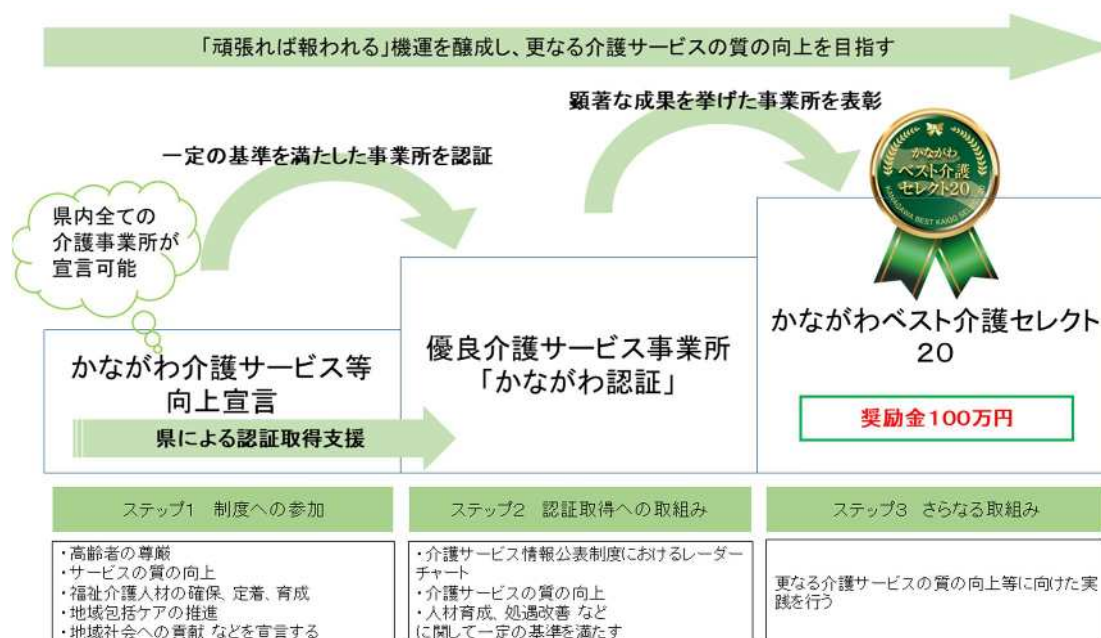 「頑張れば報われる」機運を醸成し、更なる介護サービスの質の向上を目指す
顕著な成果を挙げた事業所を表彰
一定の基準を満たした事業所を認証
県内全ての
介護事業所が
宣言可能
かながわ
ベスト介護
セレクト20
KANAGAWA BEST KAIGO SELECT 20
かながわ介護サービス等
向上宣言
県による認証取得支援
優良介護サービス事業所
「かながわ認証」
かながわベスト介護セレクト
20
奨励金100万円
ステップ1 制度への参加
・高齢者の尊厳
・サービスの質の向上
・福祉介護人材の確保、定着、育成
・地域包括ケアの推進
・地域社会への貢献 などを宣言する
ステップ2 認証取得への取組み
・介護サービス情報公表制度におけるレーダー
チャート
・介護サービスの質の向上
・人材育成、処遇改善 など
に関して一定の基準を満たす
ステップ3 さらなる取組み
更なる介護サービスの質の向上等に向けた実
践を行う